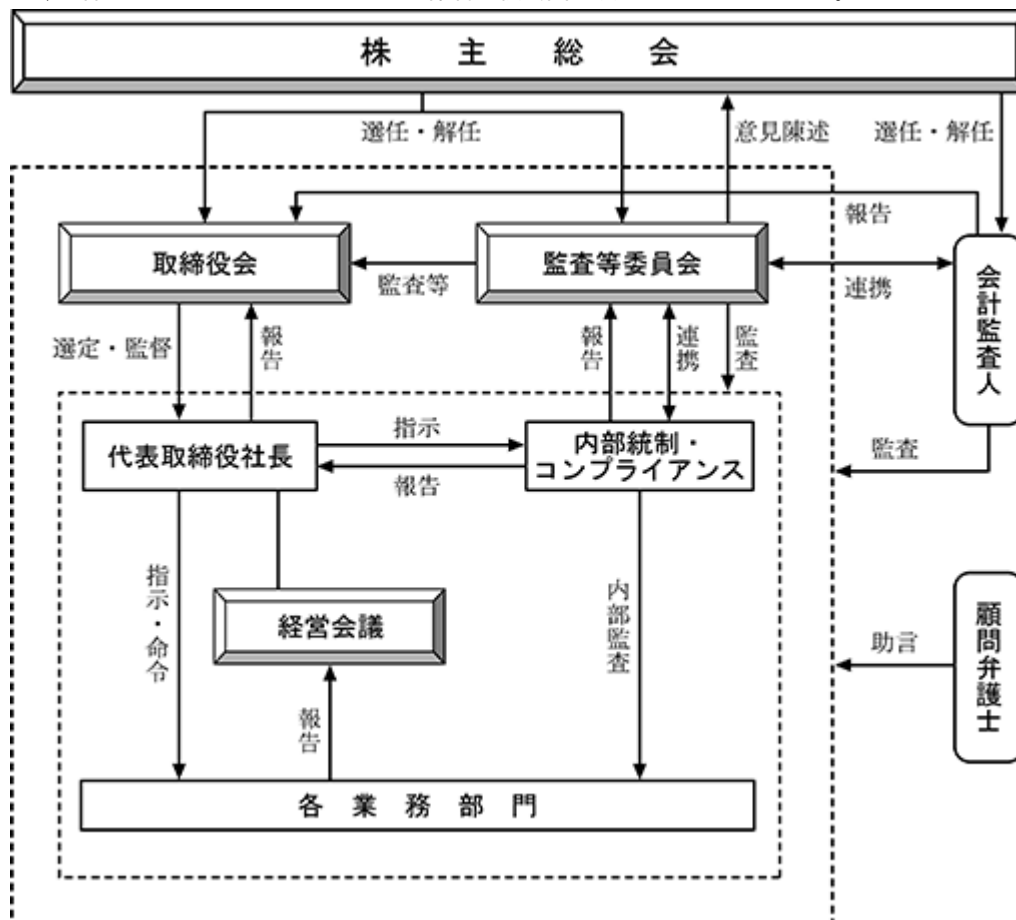 株主総会
選任・解任
意見陳述
選任・解任
報告
取締役会
監査等
監査等委員会
連携
会計監査人
選定・監督
報告
報告
連携
監査
代表取締役社長
指示
報告
内部統制・
コンプライアンス
監査
指示・命令
経営会議
内部監査
助言
顧問弁護士
報告
各業務部門